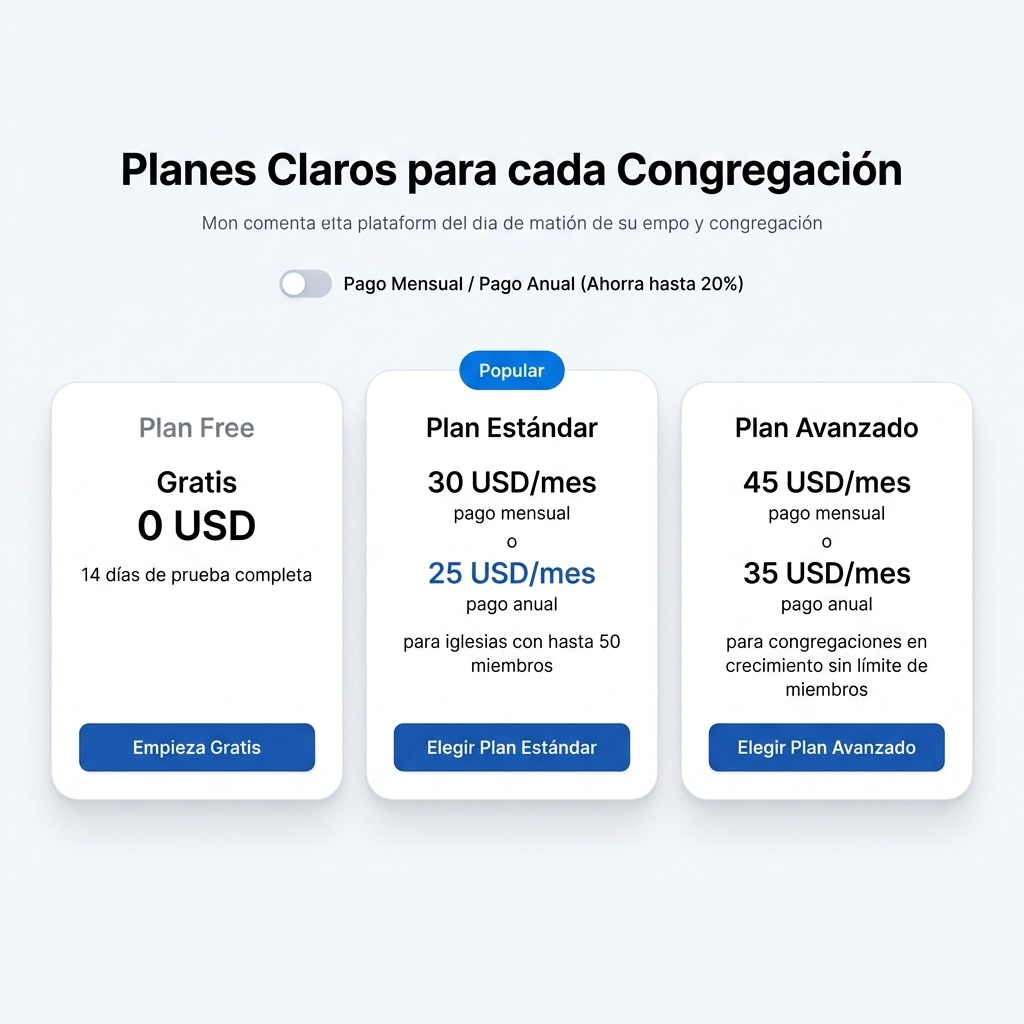 Planes Claros para cada Congregación
Mon comenta eıta plataform del dia de matión de su empo y congregación
Pago Mensual / Pago Anual (Ahorra hasta 20%)
Popular
Plan Free
Gratis
0 USD
14 días de prueba completa
Empieza Gratis
Plan Estándar
30 USD/mes
pago mensual
o
25 USD/mes
pago anual
para iglesias con hasta 50
miembros
Elegir Plan Estándar
Plan Avanzado
45 USD/mes
pago mensual
o
35 USD/mes
pago anual
para congregaciones en
crecimiento sin límite de
miembros
Elegir Plan Avanzado